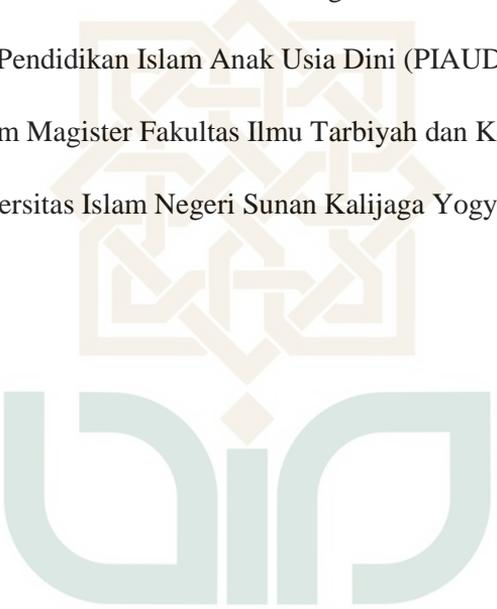 Pendidikan Islam Anak Usia Dini (PIAUD
m Magister Fakultas Ilmu Tarbiyah dan K
ersitas Islam Negeri Sunan Kalijaga Yogy